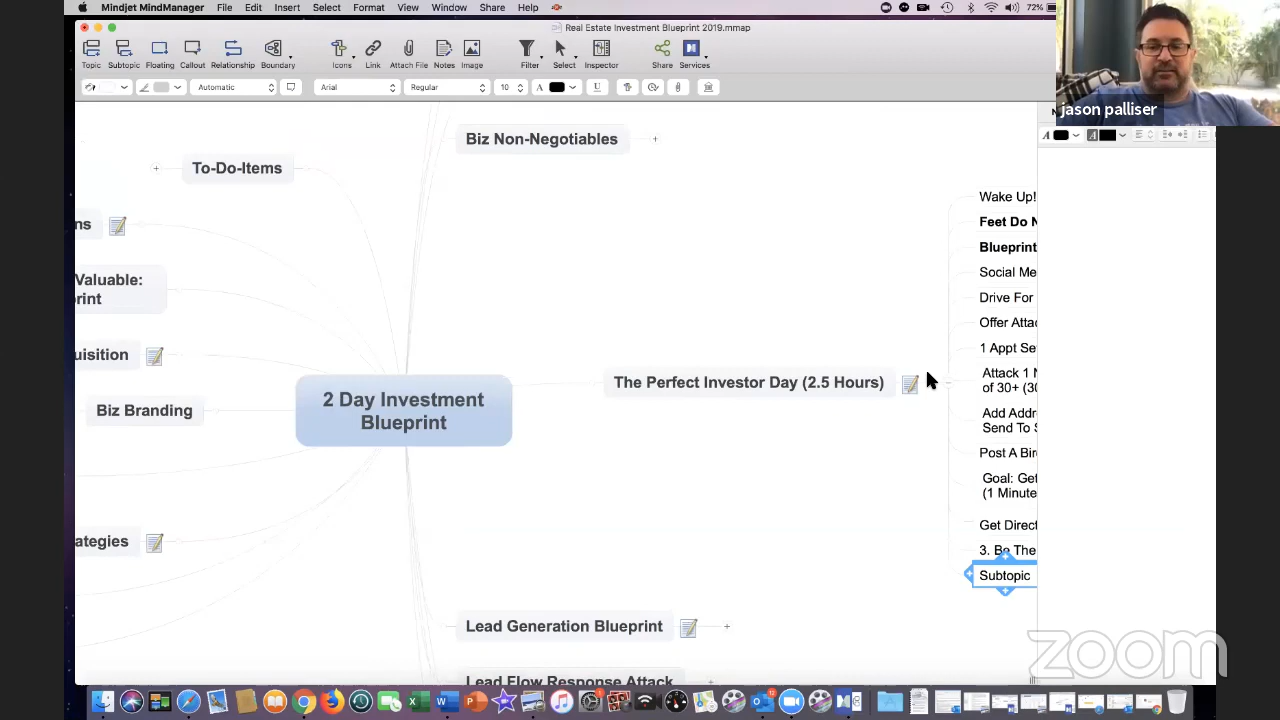 Mindjet MindManager File Edit Insert Select Format View Window Share Help 72%
Real Estate Investment Blueprint 2019.mmap
Topic Subtopic Floating Callout Relationship Boundary Icons Link Attach File Notes Image Filter Select Inspector Share Services
Automatic Arial Regular 10 A U
jason palliser
A A
Biz Non-Negotiables
To-Do-Items
ns
Valuable:
rint
uisition
Biz Branding
ategies
2 Day Investment
Blueprint
The Perfect Investor Day (2.5 Hours)
Wake Up!
Feet Do N
Blueprint
Social Me
Drive For
Offer Attac
1 Appt Se
Attack 1 N
of 30+ (30
Add Addr
Send To S
Post A Bir
Goal: Get
(1 Minute
Get Direct
3. Be The
Subtopic
Lead Generation Blueprint
Lead Flow Response Attack
zoom